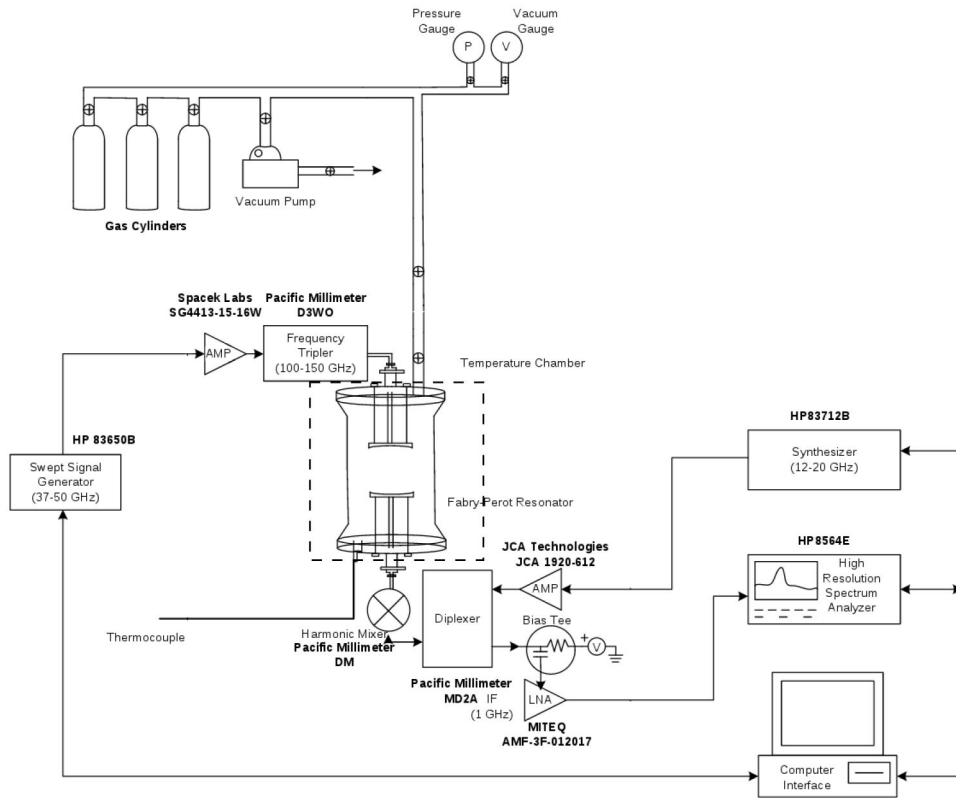 Pressure
Gauge
Vacuum
Gauge
P
V
Gas Cylinders
Vacuum Pump
Spacek Labs
SG4413-15-16W
Pacific Millimeter
D3WO
AMP
Frequency
Tripler
(100-150 GHz)
Temperature Chamber
HP 83650B
Swept Signal
Generator
(37-50 GHz)
HP83712B
Synthesizer
(12-20 GHz)
Fabry-Perot Resonator
JCA Technologies
JCA 1920-612
AMP
HP8564E
High
Resolution
Spectrum
Analyzer
Diplexer
Bias Tee
Thermocouple
Harmonic Mixer
Pacific Millimeter
DM
+
V
Pacific Millimeter
MD2A IF
(1 GHz)
LNA
MITEQ
AMF-3F-012017
Computer
Interface